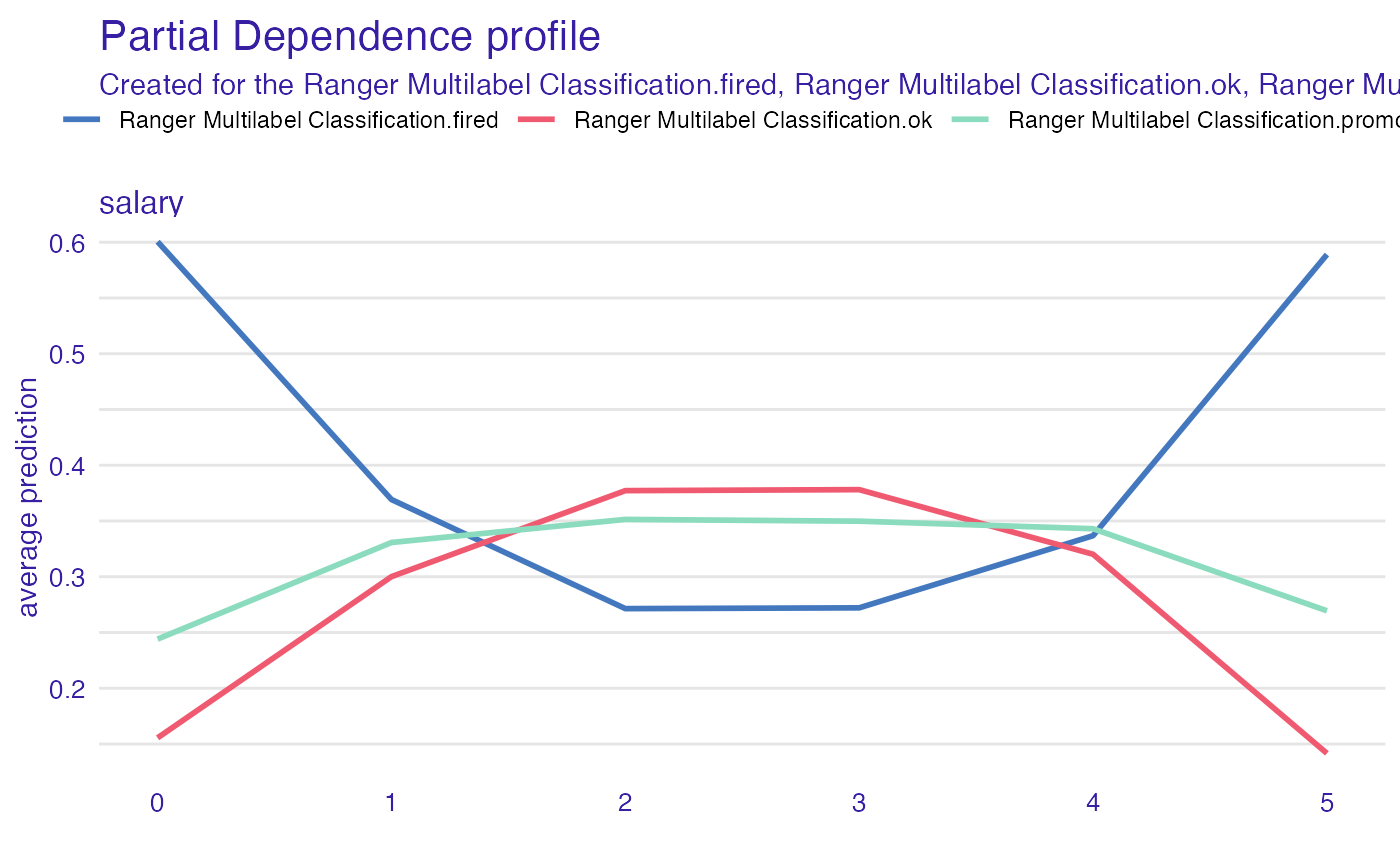 Partial Dependence profile
Created for the Ranger Multilabel Classification.fired, Ranger Multilabel Classification.ok, Ranger Mu
Ranger Multilabel Classification.fired Ranger Multilabel Classification.ok Ranger Multilabel Classification.promo
salary
0.6
0.5
0.4
0.3
0.2
average prediction
0 1 2 3 4 5